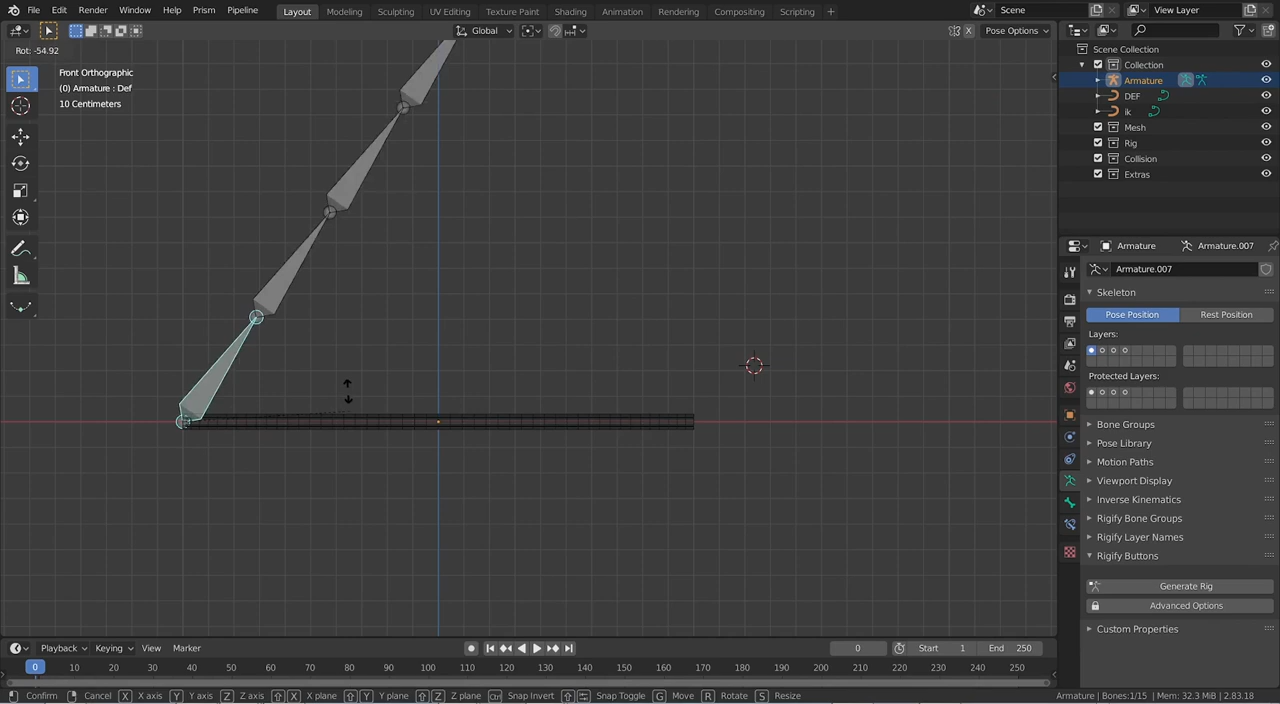 File Edit Render Window Help Prism Pipeline Layout Modeling Sculpting UV Editing Texture Paint Shading Animation Rendering Compositing Scripting + Scene View Layer
Global Pose Options
Rot: -54.92
Scene Collection
Collection
Front Orthographic
Armature
(0) Armature : Def
DEF
10 Centimeters
ik
Mesh
Rig
Collision
Extras
Armature Armature.007
Armature.007
Skeleton
Pose Position Rest Position
Layers:
Protected Layers:
Bone Groups
Pose Library
Motion Paths
Viewport Display
Inverse Kinematics
Rigify Bone Groups
Rigify Layer Names
Rigify Buttons
Generate Rig
Advanced Options
Custom Properties
Playback Keying View Marker 0 Start 1 End 250
0 10 20 30 40 50 60 70 80 90 100 110 120 130 140 150 160 170 180 190 200 210 220 230 240 250
Confirm Cancel X X axis Y Y axis Z Z axis X X plane Y Y plane Z Z plane Ctrl Snap Invert Snap Toggle G Move R Rotate S Resize Armature | Bones:1/15 | Mem: 32.3 MiB | 2.83.18